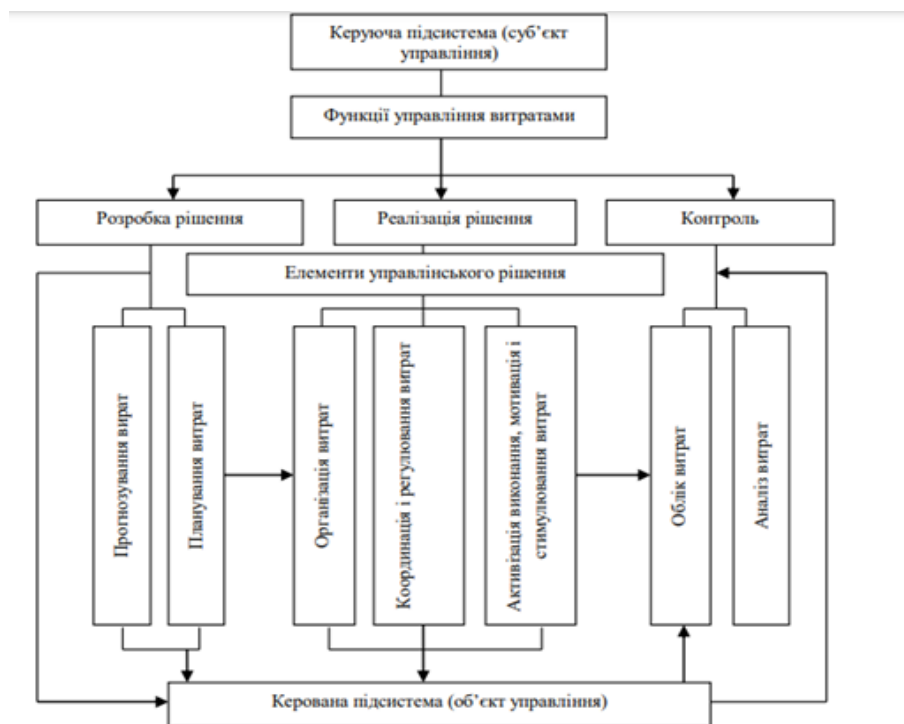 Керуюча підсистема (суб’єкт
управління)
Функції управління витратами
Розробка рішення
Реалізація рішення
Контроль
Елементи управлінського рішення
Прогнозування вират
Планування витрат
Організація витрат
Координація і регулювання витрат
Активізація виконання, мотивація і
стимулювання витрат
Облік витрат
Аналіз витрат
Керована підсистема (об’єкт управління)